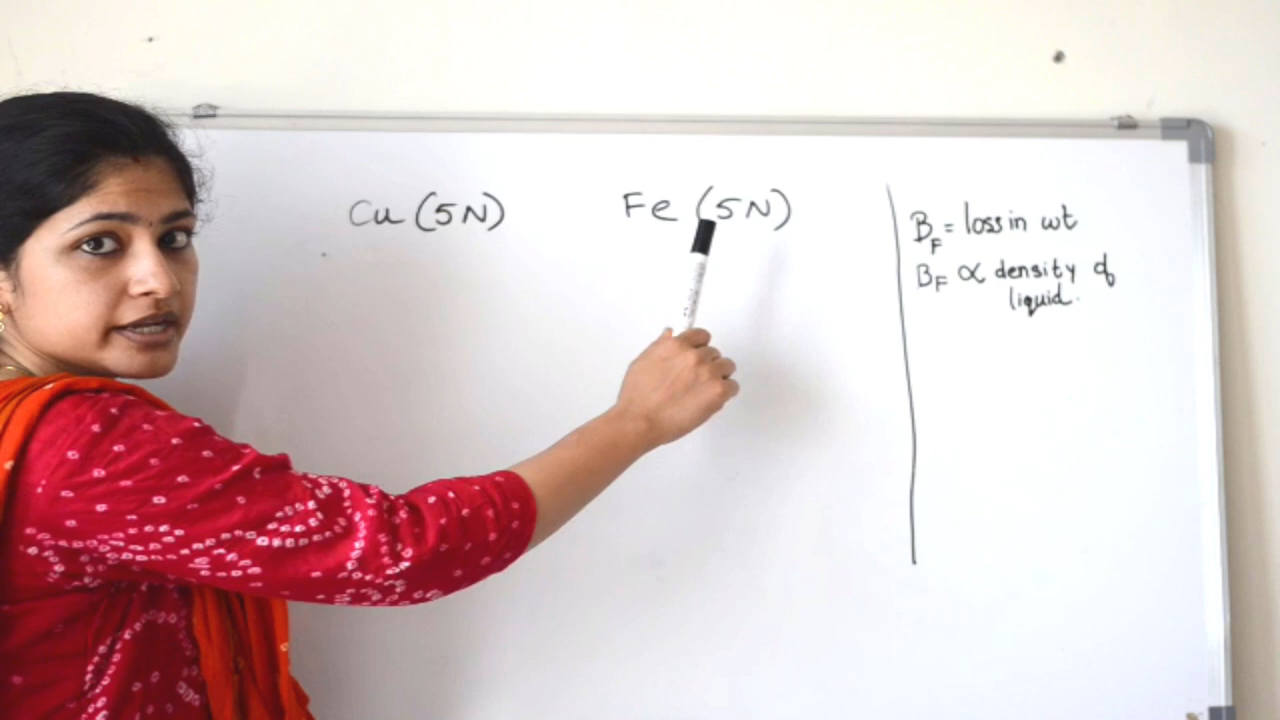 Cu (5N) Fe (5N)
B_F = loss in wt
B_F ∝ density of
liquid.